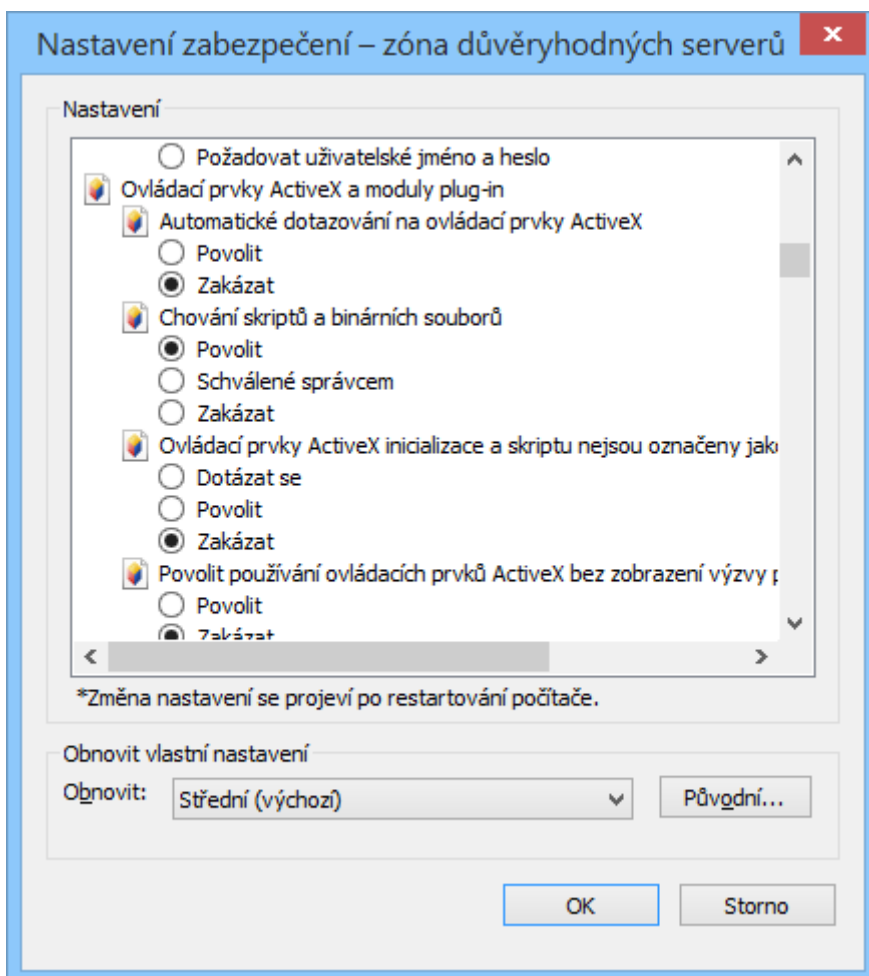 Nastavení zabezpečení – zóna důvěryhodných serverů
Nastavení
Požadovat uživatelské jméno a heslo
Ovládací prvky ActiveX a moduly plug-in
Automatické dotazování na ovládací prvky ActiveX
Povolit
Zakázat
Chování skriptů a binárních souborů
Povolit
Schválené správcem
Zakázat
Ovládací prvky ActiveX inicializace a skriptu nejsou označeny jako
Dotázat se
Povolit
Zakázat
Povolit používání ovládacích prvků ActiveX bez zobrazení výzvy p
Povolit
Zakázat
*Změna nastavení se projeví po restartování počítače.
Obnovit vlastní nastavení
Obnovit:
Střední (výchozí)
Původní...
OK
Storno